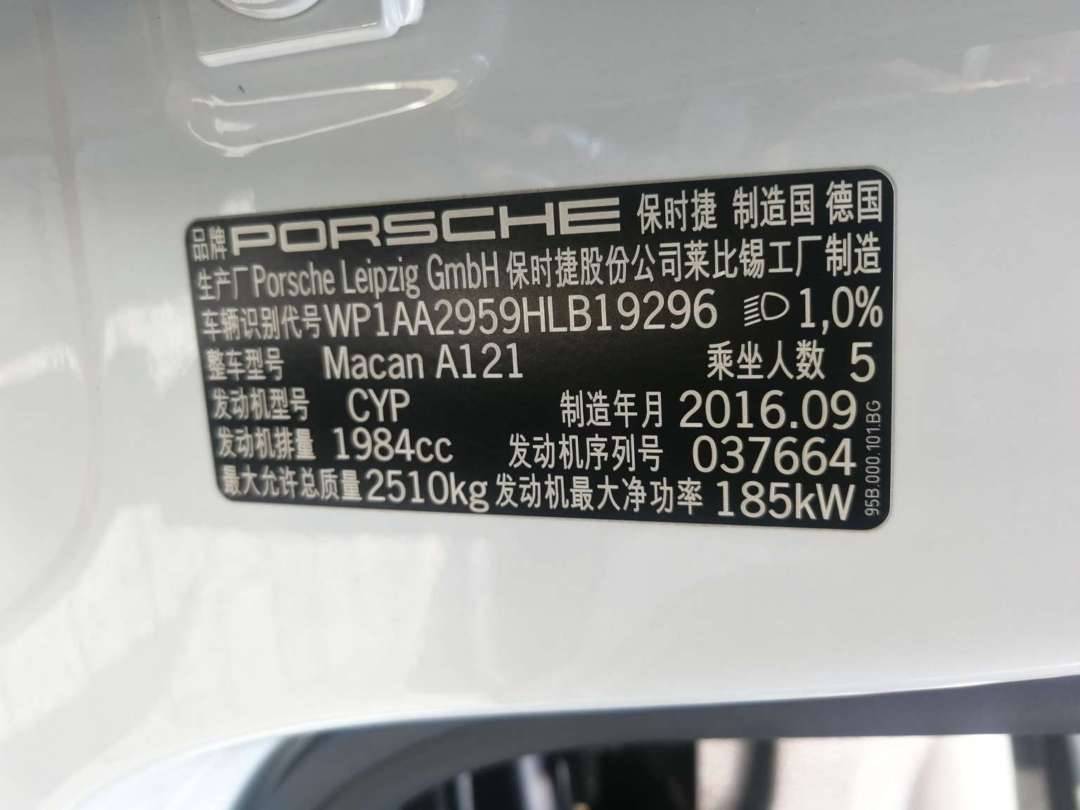 品牌 PORSCHE 保时捷 制造国 德国
生产厂 Porsche Leipzig GmbH 保时捷股份公司莱比锡工厂制造
车辆识别代号 WP1AA2959HLB19296 1,0%
整车型号 Macan A121 乘坐人数 5
发动机型号 CYP 制造年月 2016.09
发动机排量 1984cc 发动机序列号 037664
最大允许总质量 2510kg 发动机最大净功率 185kW
95B.000.101.BG